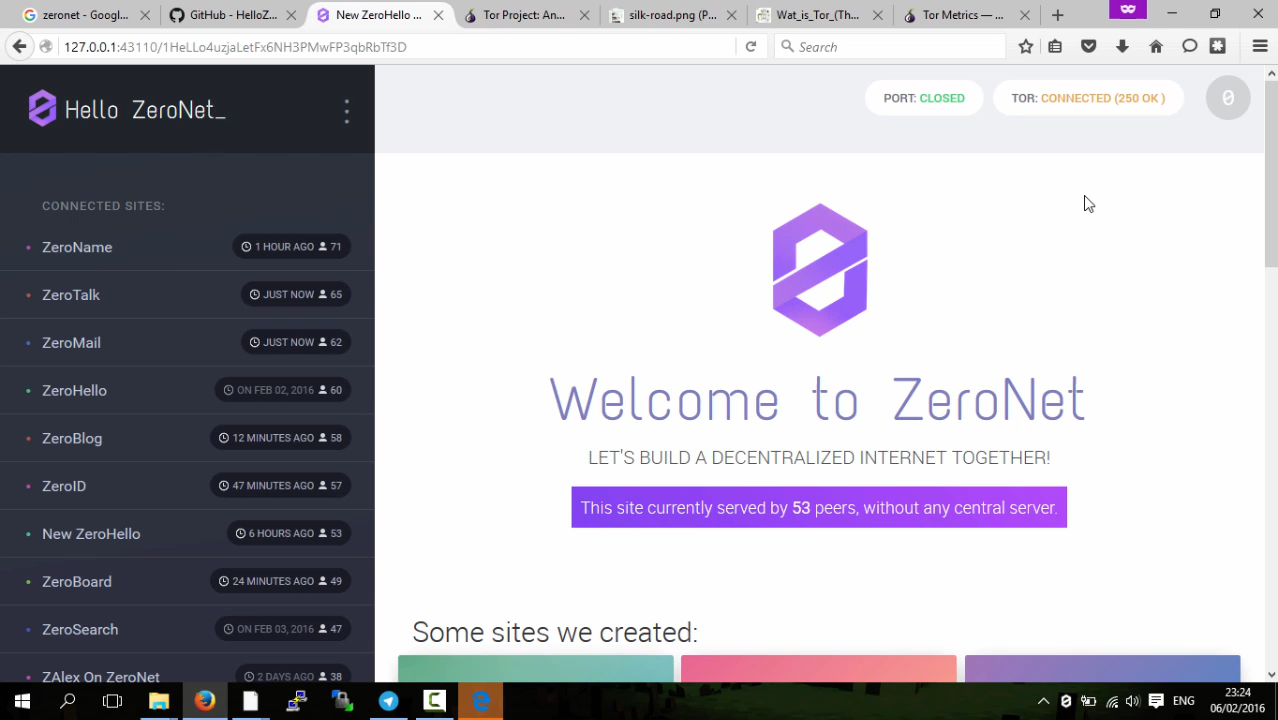 zeronet - Googl...
GitHub - HelloZ...
New ZeroHello ...
Tor Project: An...
silk-road.png (P...
Wat_is_Tor_(Th...
Tor Metrics — ...
127.0.0.1:43110/1HeLLo4uzjaLetFx6NH3PMwFP3qbRbTf3D
Search
Hello ZeroNet_
PORT: CLOSED
TOR: CONNECTED (250 OK )
0
CONNECTED SITES:
ZeroName 1 HOUR AGO 71
ZeroTalk JUST NOW 65
ZeroMail JUST NOW 62
ZeroHello ON FEB 02, 2016 60
ZeroBlog 12 MINUTES AGO 58
ZeroID 47 MINUTES AGO 57
New ZeroHello 6 HOURS AGO 53
ZeroBoard 24 MINUTES AGO 49
ZeroSearch ON FEB 03, 2016 47
ZAlex On ZeroNet 2 DAYS AGO 38
Welcome to ZeroNet
LET'S BUILD A DECENTRALIZED INTERNET TOGETHER!
This site currently served by 53 peers, without any central server.
Some sites we created:
ENG
23:24
06/02/2016